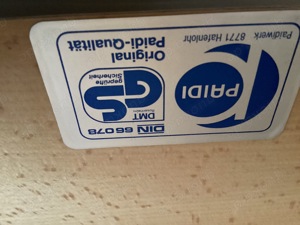 PAIDI
Paidiwerk 8771 Hafenlohr
DIN 66078
DMT
GS
geprüfte
Sicherheit
Original
Paidi-Qualität